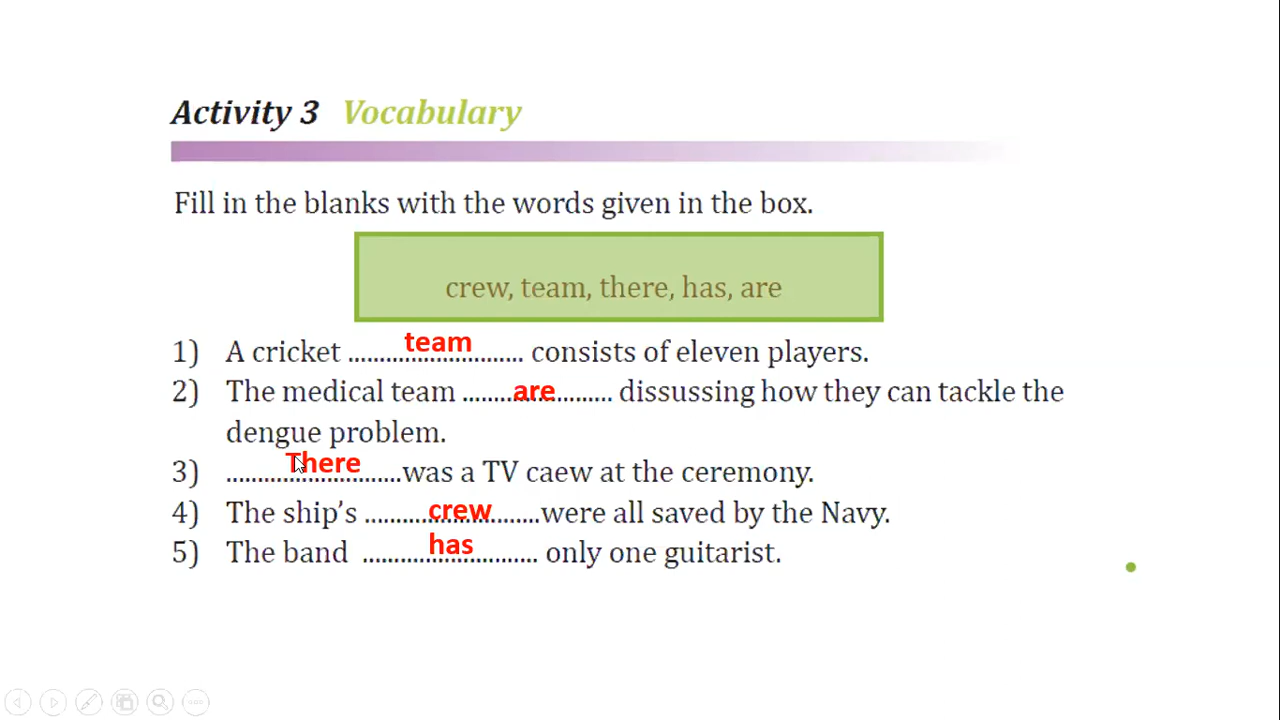 Activity 3 Vocabulary
Fill in the blanks with the words given in the box.
crew, team, there, has, are
1) A cricket ......team...... consists of eleven players.
2) The medical team ......are...... dissussing how they can tackle the
dengue problem.
3) ......There......was a TV caew at the ceremony.
4) The ship's ......crew......were all saved by the Navy.
5) The band ......has...... only one guitarist.